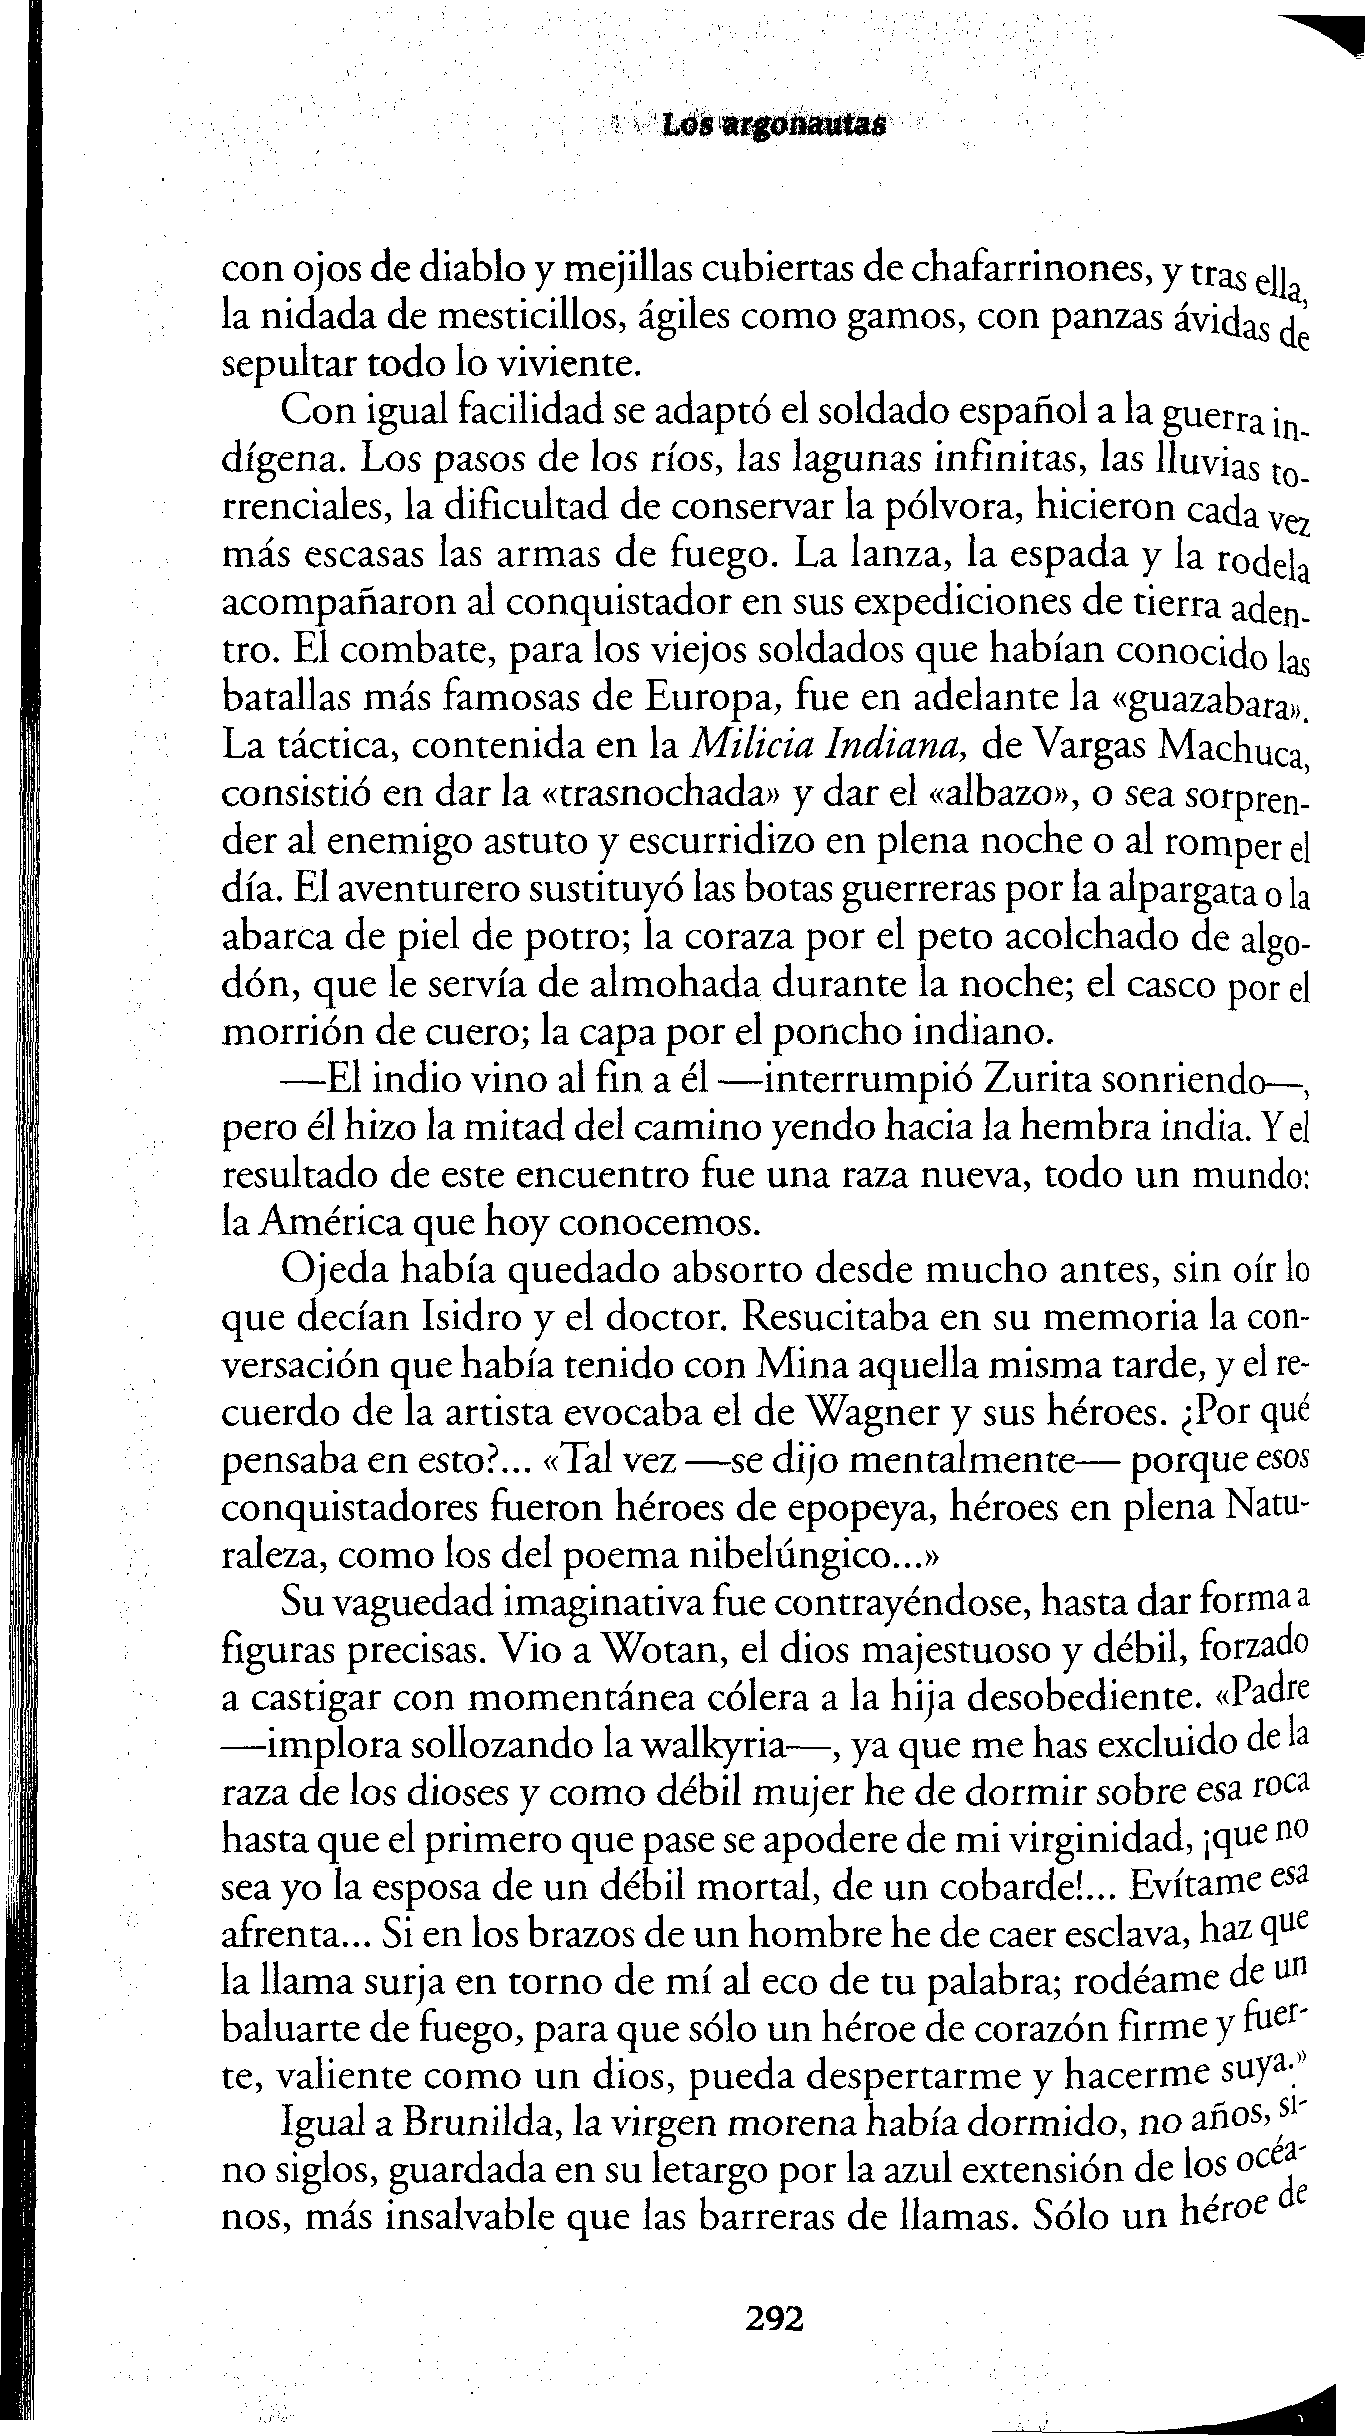 Los argonautas
con ojos de diablo y mejillas cubiertas de chafarrinones, y tras ella,
la nidada de mesticillos, ágiles como gamos, con panzas ávidas de
sepultar todo lo viviente.
Con igual facilidad se adaptó el soldado español a la guerra in-
dígena. Los pasos de los ríos, las lagunas infinitas, las lluvias to-
rrenciales, la dificultad de conservar la pólvora, hicieron cada vez
más escasas las armas de fuego. La lanza, la espada y la rodela
acompañaron al conquistador en sus expediciones de tierra aden-
tro. El combate, para los viejos soldados que habían conocido las
batallas más famosas de Europa, fue en adelante la «guazabara».
La táctica, contenida en la Milicia Indiana, de Vargas Machuca,
consistió en dar la «trasnochada» y dar el «albazo», o sea sorpren-
der al enemigo astuto y escurridizo en plena noche o al romper el
día. El aventurero sustituyó las botas guerreras por la alpargata o la
abarca de piel de potro; la coraza por el peto acolchado de algo-
dón, que le servía de almohada durante la noche; el casco por el
morrión de cuero; la capa por el poncho indiano.
—El indio vino al fin a él —interrumpió Zurita sonriendo—,
pero él hizo la mitad del camino yendo hacia la hembra india. Y el
resultado de este encuentro fue una raza nueva, todo un mundo:
la América que hoy conocemos.
Ojeda había quedado absorto desde mucho antes, sin oír lo
que decían Isidro y el doctor. Resucitaba en su memoria la con-
versación que había tenido con Mina aquella misma tarde, y el re-
cuerdo de la artista evocaba el de Wagner y sus héroes. ¿Por qué
pensaba en esto?... «Tal vez —se dijo mentalmente— porque esos
conquistadores fueron héroes de epopeya, héroes en plena Natu-
raleza, como los del poema nibelúngico...»
Su vaguedad imaginativa fue contrayéndose, hasta dar forma a
figuras precisas. Vio a Wotan, el dios majestuoso y débil, forzado
a castigar con momentánea cólera a la hija desobediente. «Padre
—implora sollozando la walkyria—, ya que me has excluido de la
raza de los dioses y como débil mujer he de dormir sobre esa roca
hasta que el primero que pase se apodere de mi virginidad, ¡que no
sea yo la esposa de un débil mortal, de un cobarde!... Evítame esa
afrenta... Si en los brazos de un hombre he de caer esclava, haz que
la llama surja en torno de mí al eco de tu palabra; rodéame de un
baluarte de fuego, para que sólo un héroe de corazón firme y fuer-
te, valiente como un dios, pueda despertarme y hacerme suya.»
Igual a Brunilda, la virgen morena había dormido, no años, si-
no siglos, guardada en su letargo por la azul extensión de los océa-
nos, más insalvable que las barreras de llamas. Sólo un héroe de
292